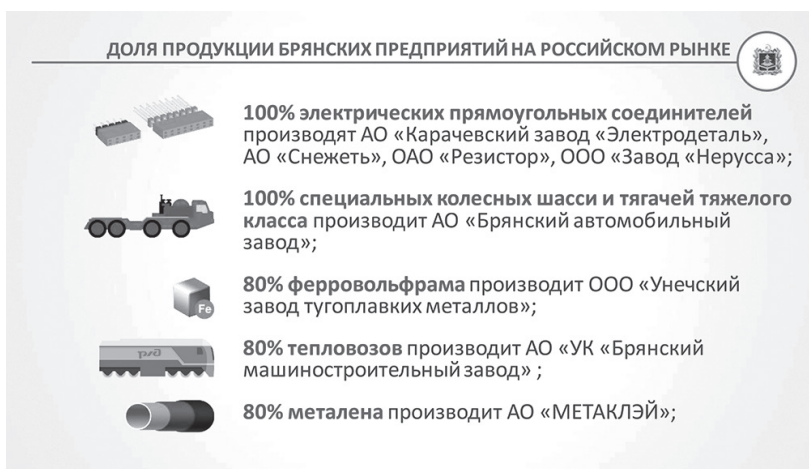 ДОЛЯ ПРОДУКЦИИ БРЯНСКИХ ПРЕДПРИЯТИЙ НА РОССИЙСКОМ РЫНКЕ
100% электрических прямоугольных соединителей
производят АО «Карачевский завод «Электродеталь»,
АО «Снежеть», ОАО «Резистор», ООО «Завод «Нерусса»;
100% специальных колесных шасси и тягачей тяжелого
класса производит АО «Брянский автомобильный
завод»;
Fe
80% ферровольфрама производит ООО «Унечский
завод тугоплавких металлов»;
80% тепловозов производит АО «УК «Брянский
машиностроительный завод» ;
80% металена производит АО «МЕТАКЛЭЙ»;